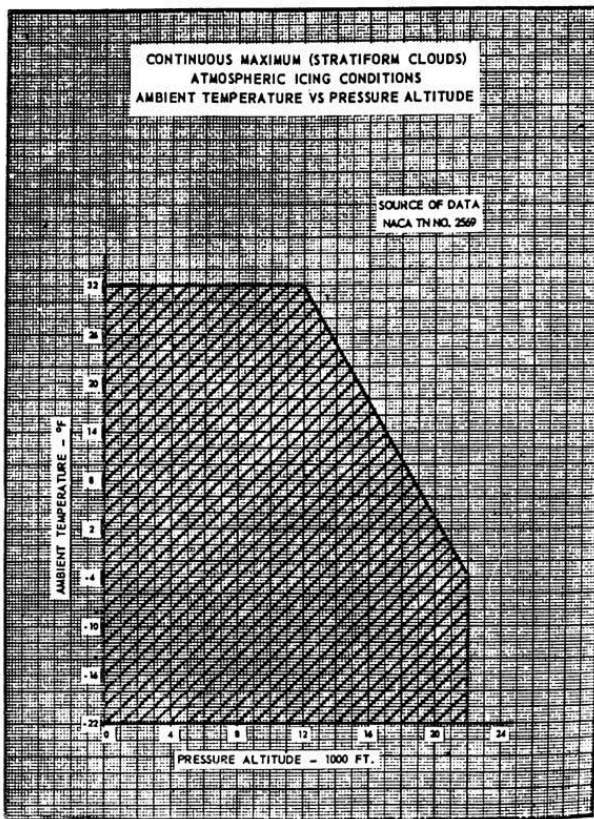 CONTINUOUS MAXIMUM (STRATIFORM CLOUDS)
ATMOSPHERIC ICING CONDITIONS
AMBIENT TEMPERATURE VS PRESSURE ALTITUDE
SOURCE OF DATA
NACA TN NO. 2569
32
26
20
14
8
2
-4
-10
-16
-22
AMBIENT TEMPERATURE - °F
0 4 8 12 16 20 24
PRESSURE ALTITUDE - 1000 FT.